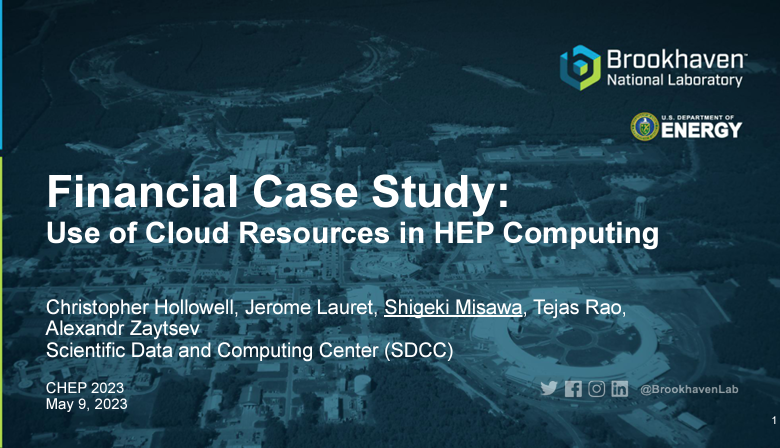 Brookhaven™
National Laboratory
U.S. DEPARTMENT OF
ENERGY
Financial Case Study:
Use of Cloud Resources in HEP Computing
Christopher Hollowell, Jerome Lauret, Shigeki Misawa, Tejas Rao,
Alexandr Zaytsev
Scientific Data and Computing Center (SDCC)
CHEP 2023
May 9, 2023
@BrookhavenLab
1